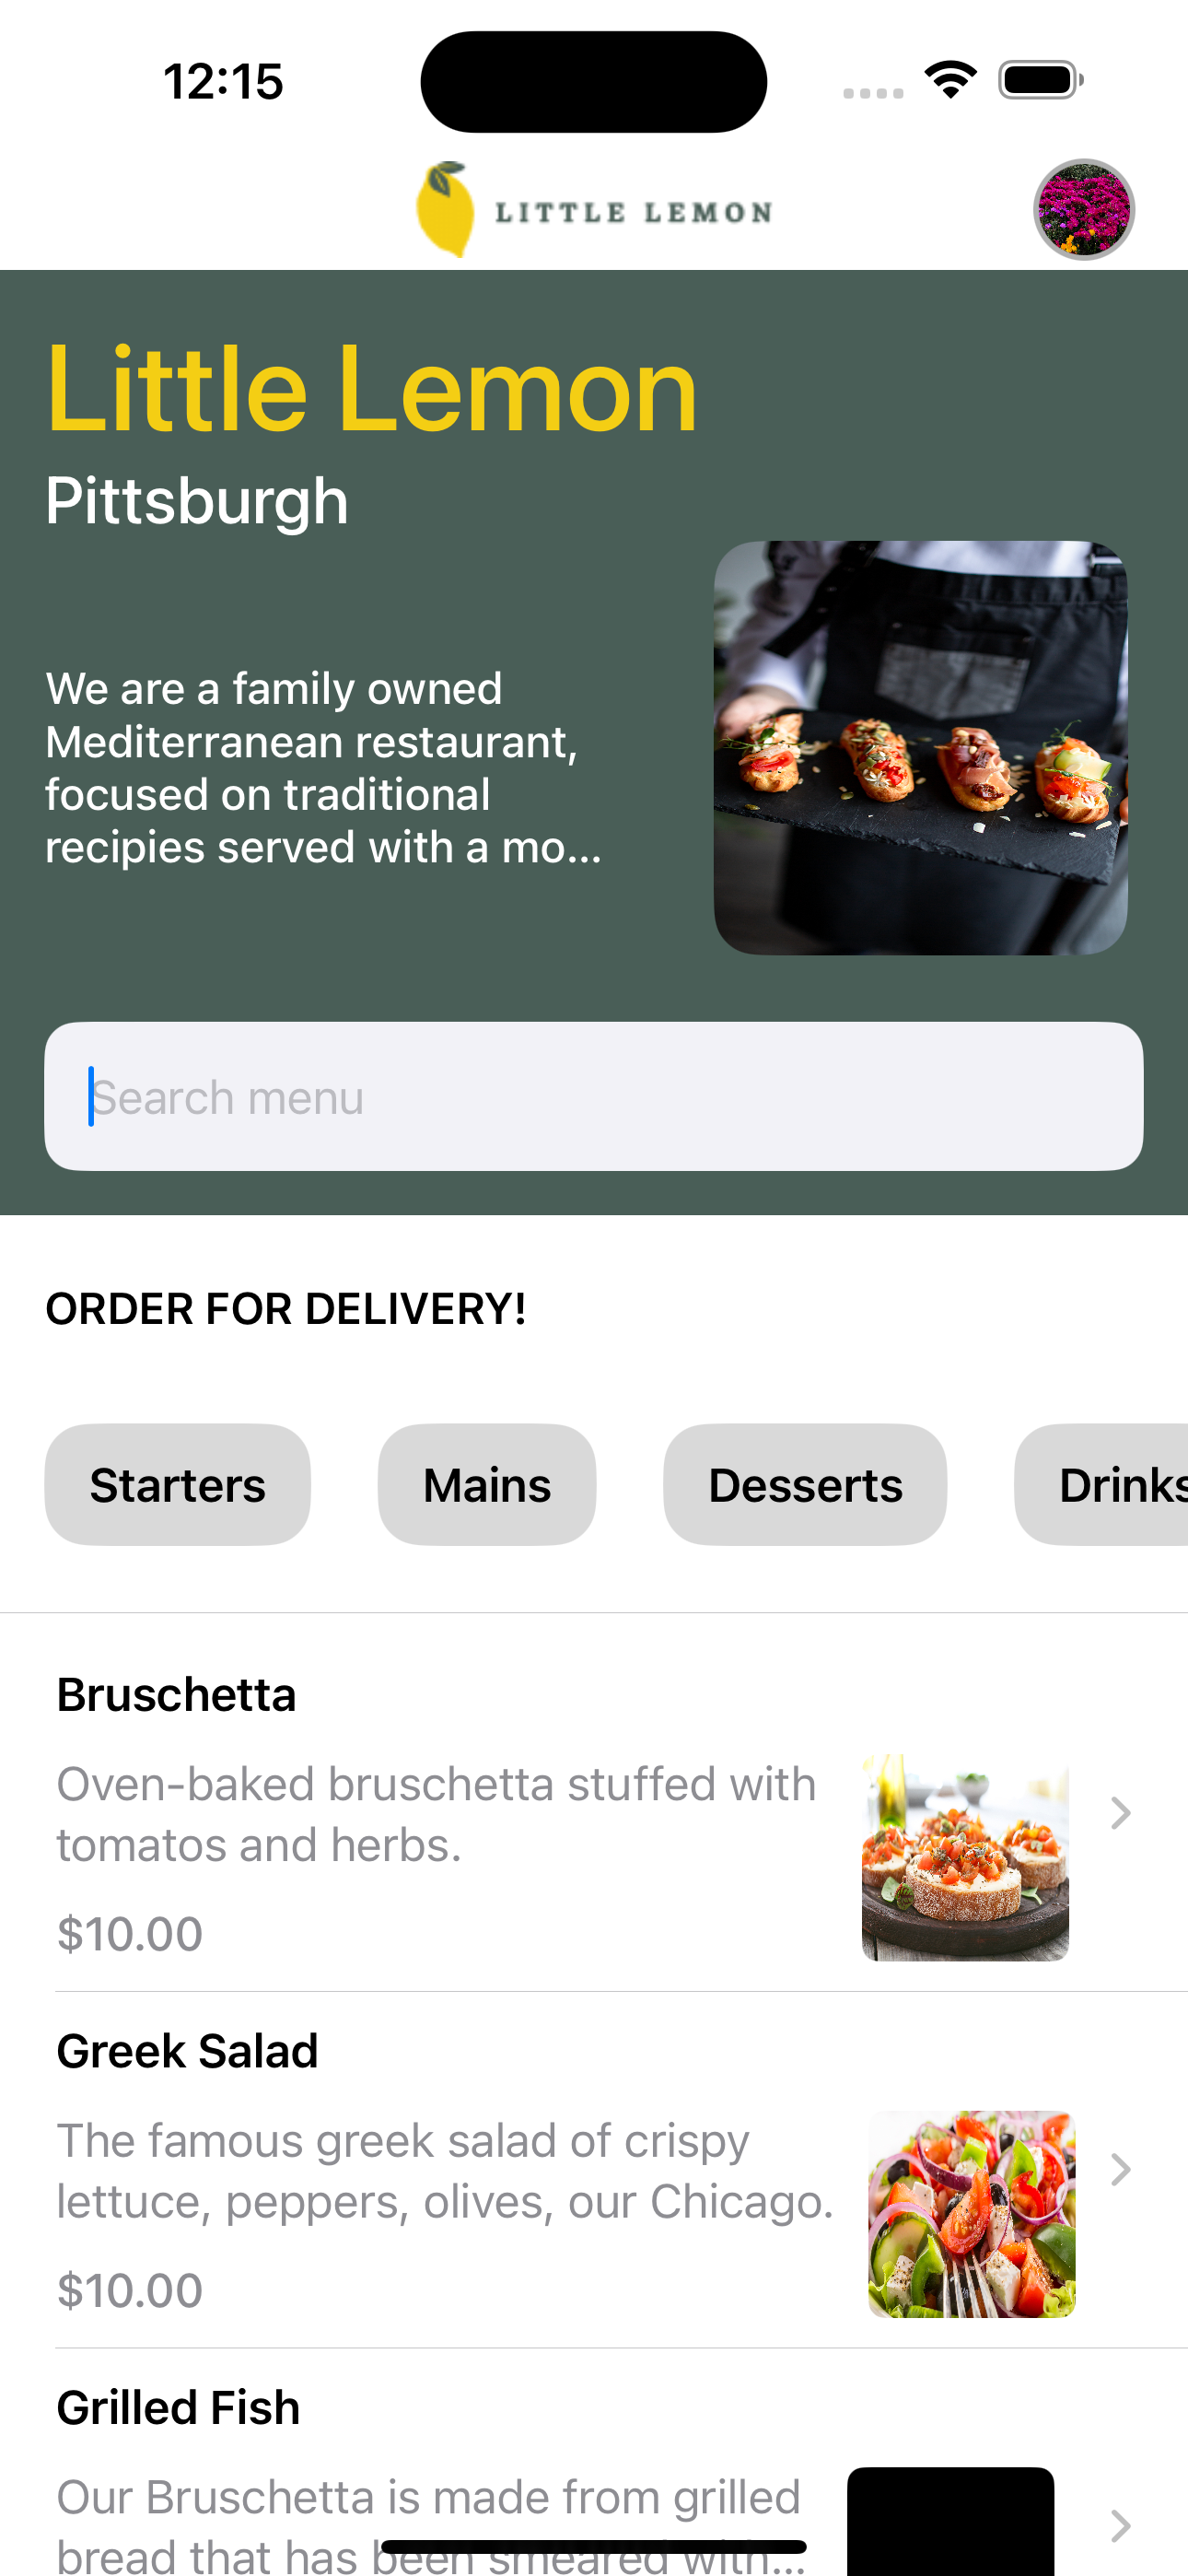 12:15
LITTLE LEMON
Little Lemon
Pittsburgh
We are a family owned
Mediterranean restaurant,
focused on traditional
recipies served with a mo...
Search menu
ORDER FOR DELIVERY!
Starters Mains Desserts Drinks
Bruschetta
Oven-baked bruschetta stuffed with
tomatos and herbs.
$10.00
Greek Salad
The famous greek salad of crispy
lettuce, peppers, olives, our Chicago.
$10.00
Grilled Fish
Our Bruschetta is made from grilled
bread that has been smeared with...